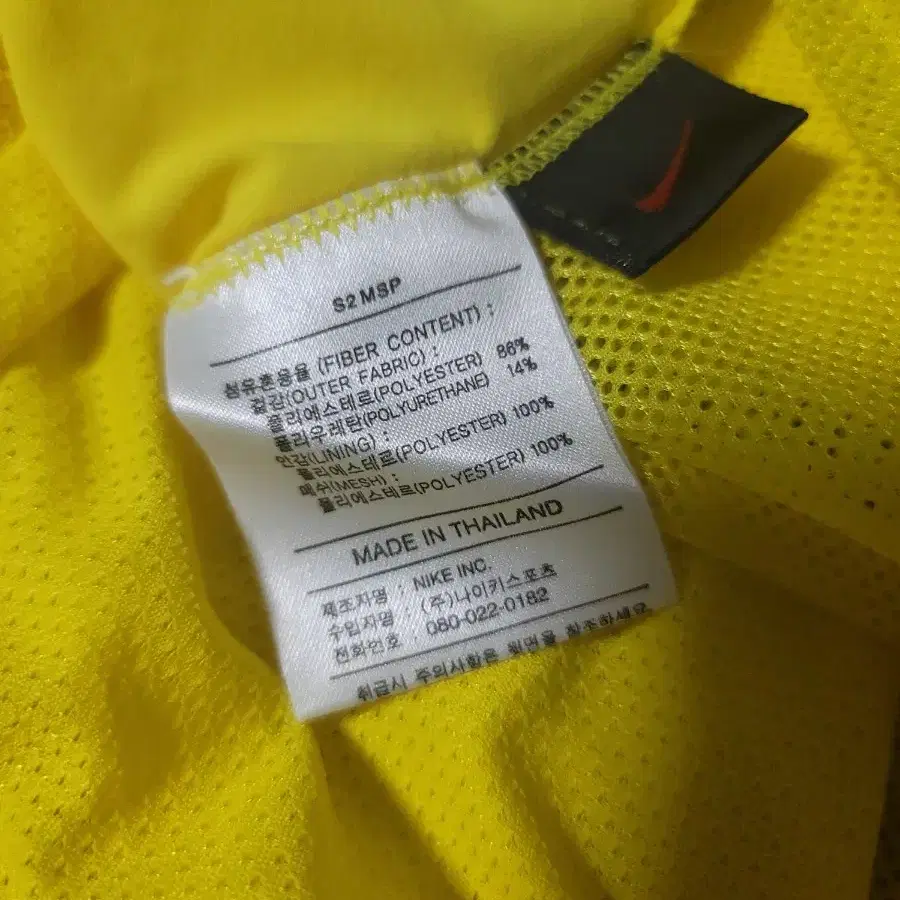 S2 MSP
섬유혼용율 (FIBER CONTENT) :
겉감(OUTER FABRIC) :
폴리에스테르(POLYESTER) 86%
폴리우레탄(POLYURETHANE) 14%
안감(LINING) :
폴리에스테르(POLYESTER) 100%
메쉬(MESH) :
폴리에스테르(POLYESTER) 100%
MADE IN THAILAND
제조자명 : NIKE INC.
수입자명 : (주)나이키스포츠
전화번호 : 080-022-0182
취급시 주의사항은 뒷면을 참조하세요.